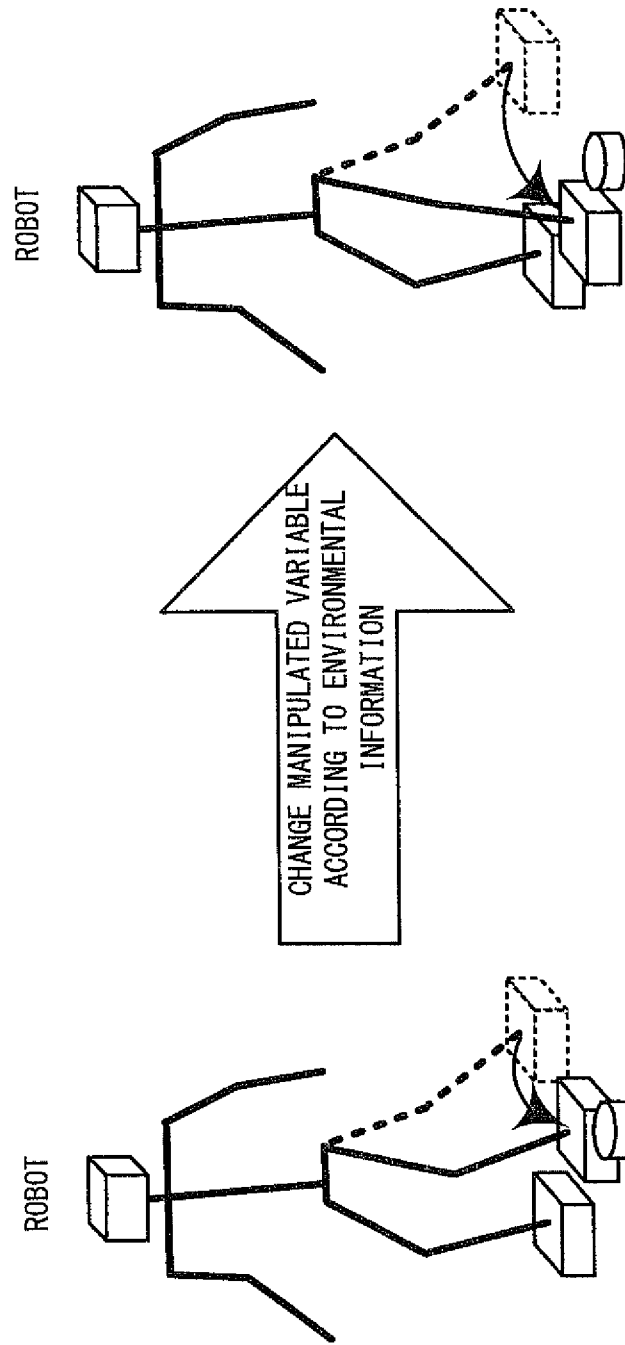 ROBOT
CHANGE MANIPULATED VARIABLE
ACCORDING TO ENVIRONMENTAL
INFORMATION
ROBOT